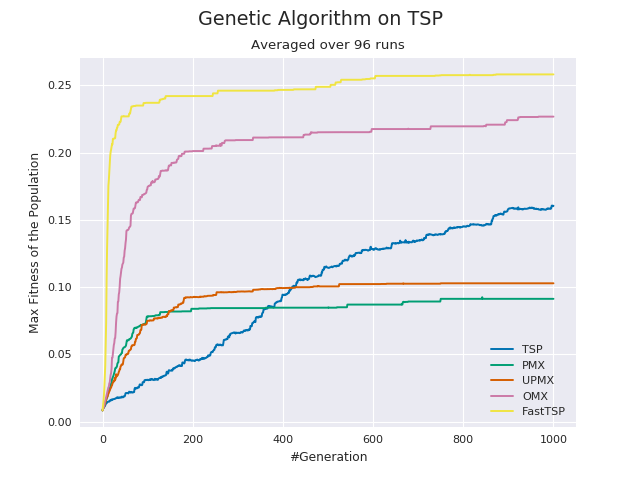 Genetic Algorithm on TSP
Averaged over 96 runs
Max Fitness of the Population
0.25
0.20
0.15
0.10
0.05
0.00
0
200
400
600
800
1000
#Generation
TSP
PMX
UPMX
OMX
FastTSP